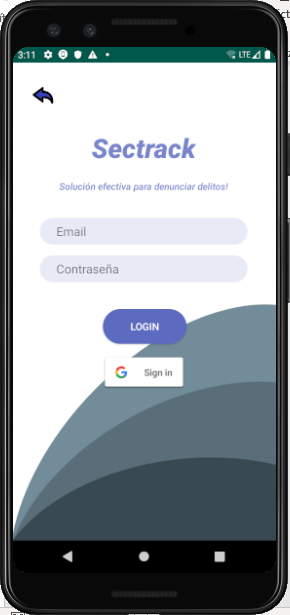 3:11 LTE
Sectrack
Solución efectiva para denunciar delitos!
Email
Contraseña
LOGIN
G Sign in